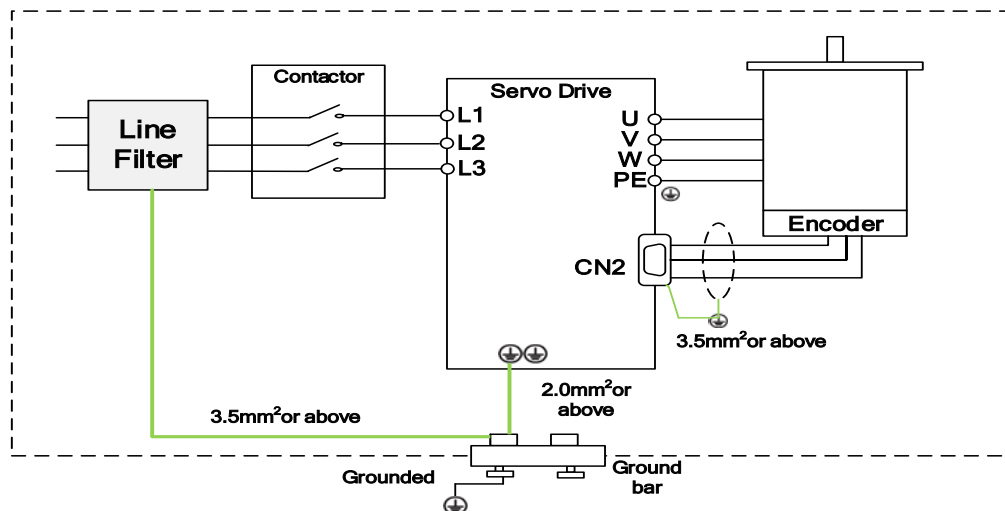 Contactor
Servo Drive
Line
Filter
L1
L2
L3
U
V
W
PE
Encoder
CN2
3.5mm²or above
2.0mm²or
above
3.5mm²or above
Grounded
Ground
bar